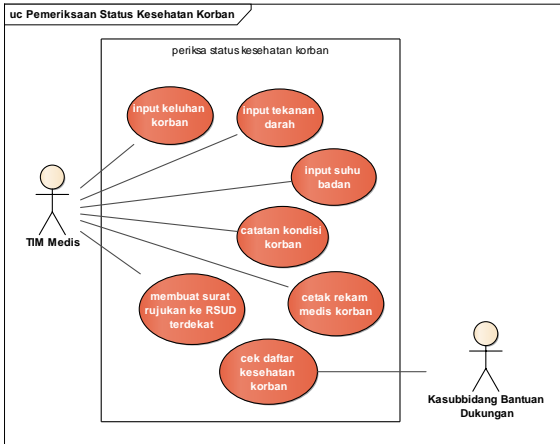 uc Pemeriksaan Status Kesehatan Korban
periksa status kesehatan korban
input keluhan
korban
input tekanan
darah
input suhu
badan
TIM Medis
catatan kondisi
korban
membuat surat
rujukan ke RSUD
terdekat
cetak rekam
medis korban
cek daftar
kesehatan
korban
Kasubbidang Bantuan
Dukungan